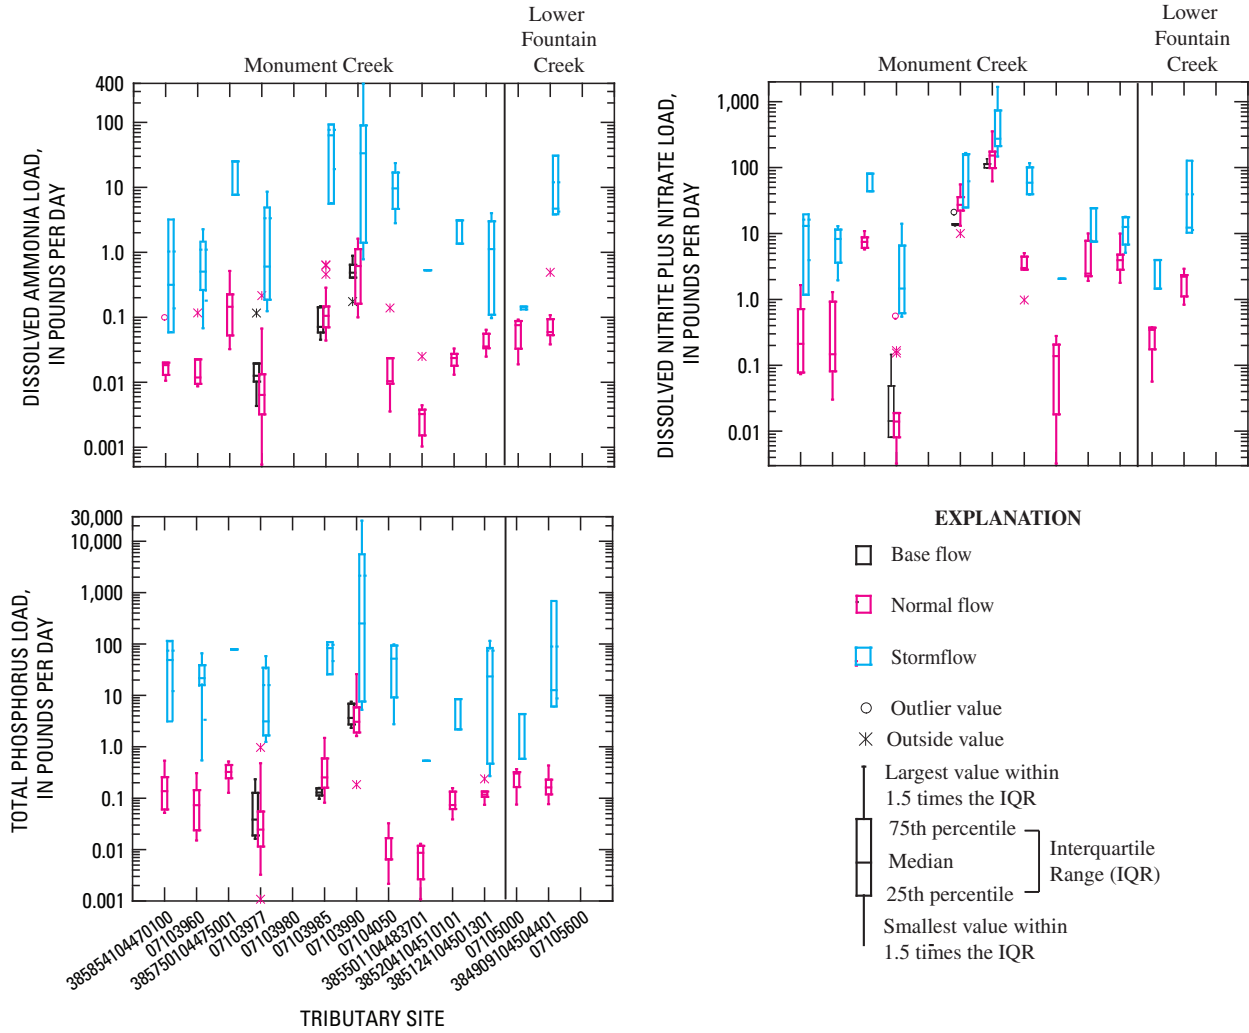 Monument Creek
Lower
Fountain
Creek
DISSOLVED AMMONIA LOAD,
IN POUNDS PER DAY
400
100
10
1.0
0.1
0.01
0.001
Monument Creek
Lower
Fountain
Creek
DISSOLVED NITRITE PLUS NITRATE LOAD,
IN POUNDS PER DAY
1,000
100
10
1.0
0.1
0.01
TOTAL PHOSPHORUS LOAD,
IN POUNDS PER DAY
30,000
10,000
1,000
100
10
1.0
0.1
0.01
0.001
385854104470100
07103960
385750104475001
07103977
07103980
07103985
07103990
07104050
385501104483701
385204104510101
385124104501301
07105000
384909104504401
07105600
TRIBUTARY SITE
EXPLANATION
Base flow
Normal flow
Stormflow
Outlier value
Outside value
Largest value within
1.5 times the IQR
75th percentile
Median
25th percentile
Interquartile
Range (IQR)
Smallest value within
1.5 times the IQR